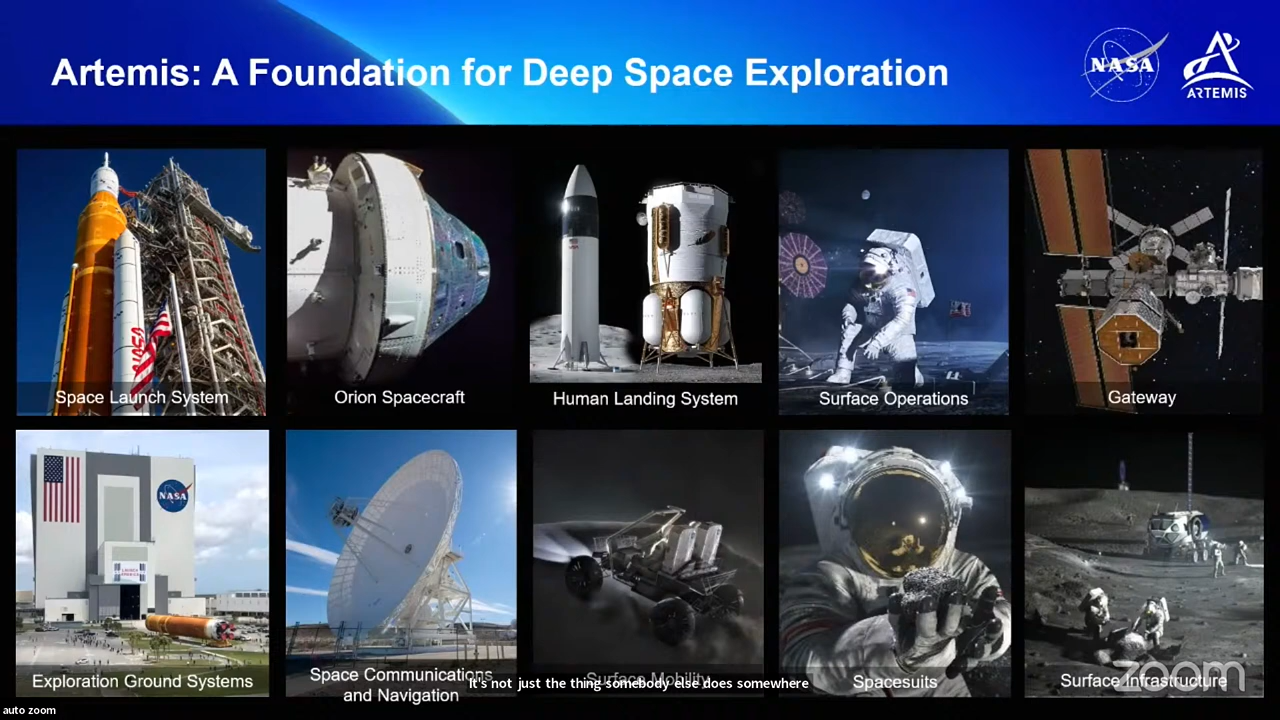 Artemis: A Foundation for Deep Space Exploration
NASA
ARTEMIS
NASA
Space Launch System
Orion Spacecraft
Human Landing System
Surface Operations
Gateway
NASA
Exploration Ground Systems
Space Communications
and Navigation
Surface Mobility
Spacesuits
Surface Infrastructure
It's not just the thing somebody else does somewhere
zoom
auto zoom